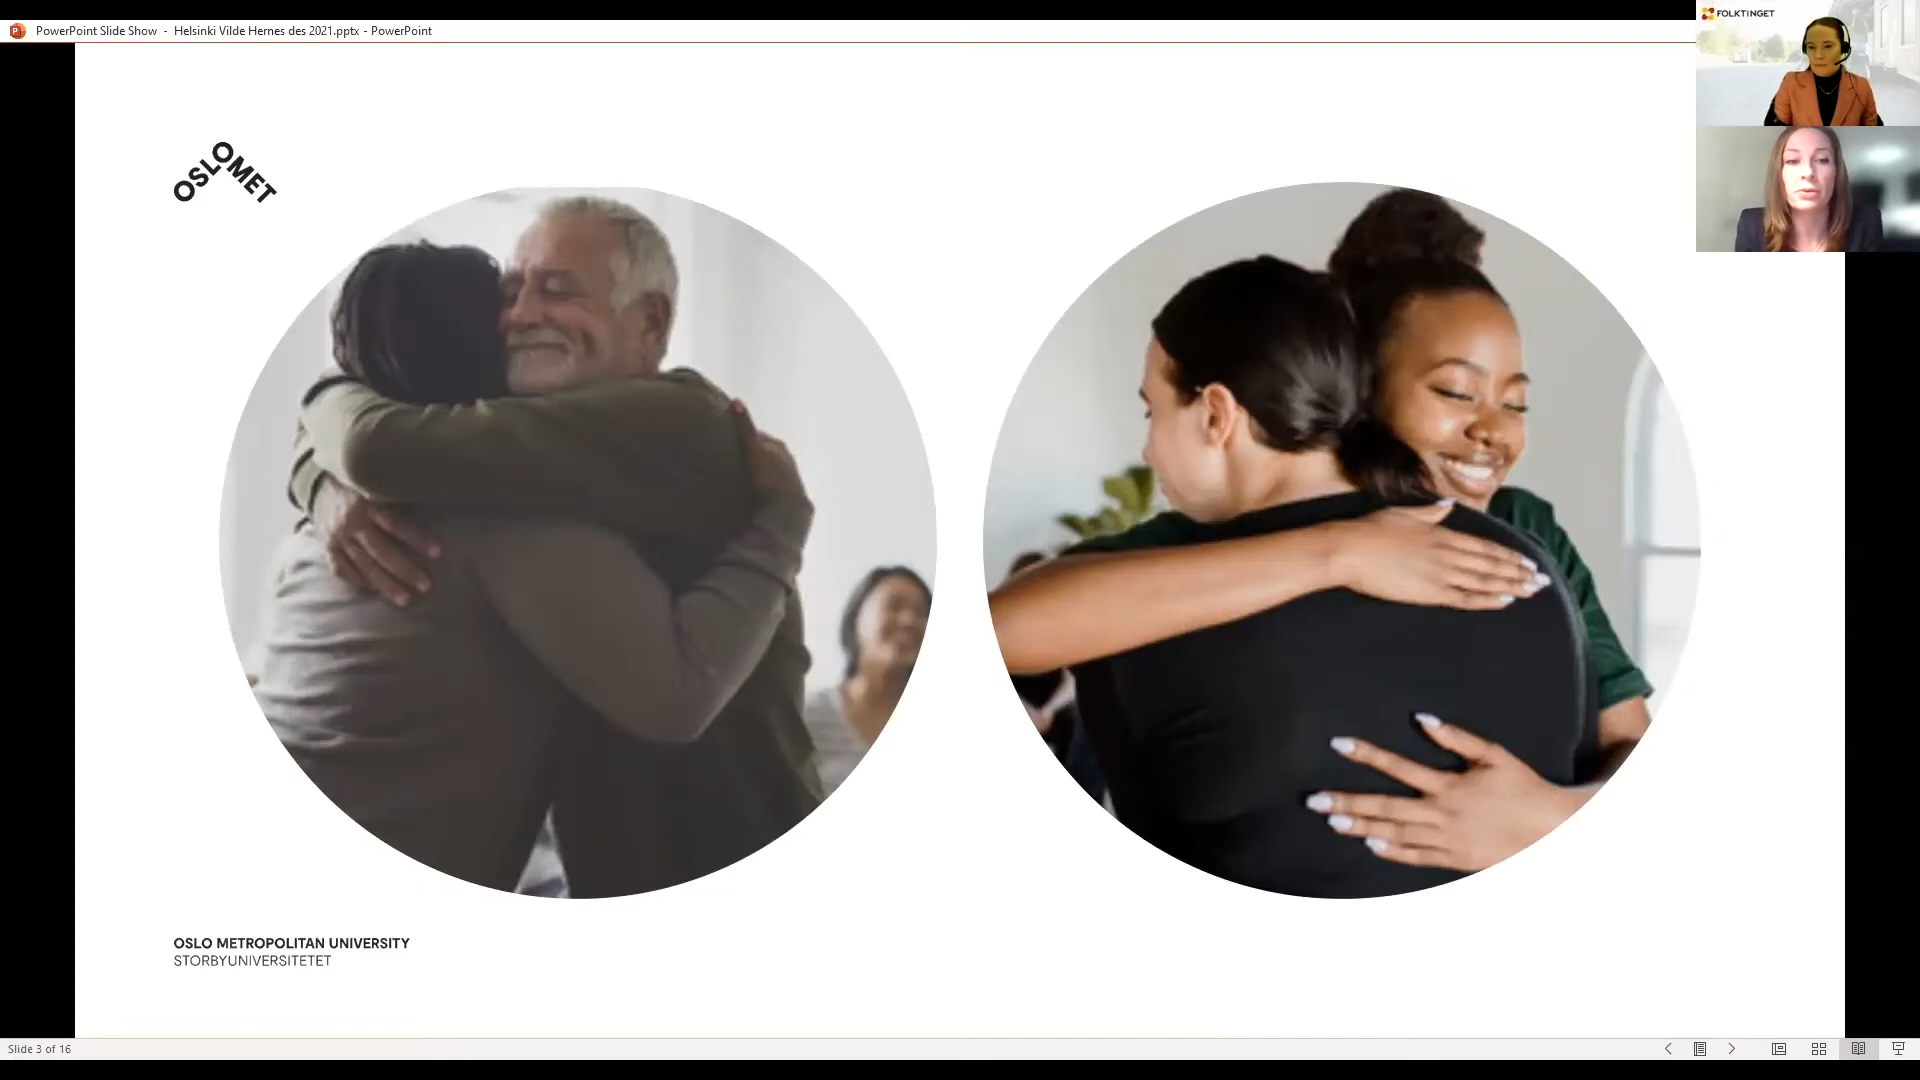 PowerPoint Slide Show - Helsinki Vilde Hernes des 2021.pptx - PowerPoint
FOLKTINGET
OSLOMET
OSLO METROPOLITAN UNIVERSITY
STORBYUNIVERSITETET
Slide 3 of 16